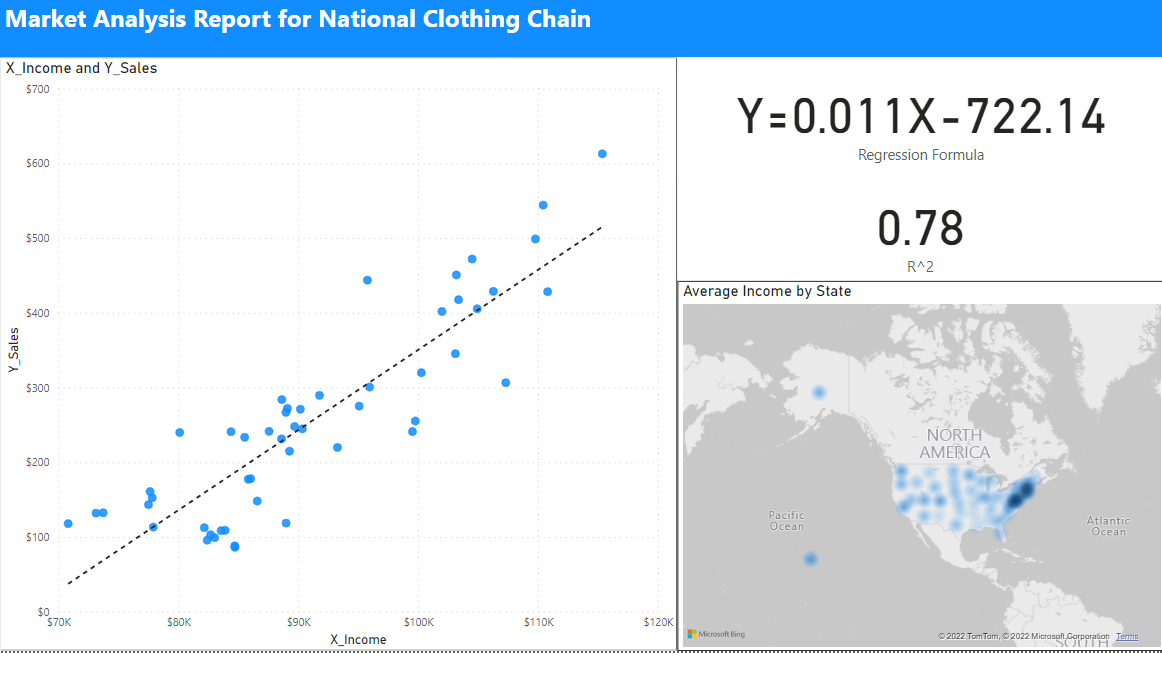 Market Analysis Report for National Clothing Chain
X_Income and Y_Sales
$700
$600
$500
$400
$300
$200
$100
$0
Y_Sales
$70K
$80K
$90K
$100K
$110K
$120K
X_Income
Y=0.011X-722.14
Regression Formula
0.78
R^2
Average Income by State
NORTH
AMERICA
Pacific
Ocean
Atlantic
Ocean
SOUTH
Microsoft Bing
© 2022 TomTom, © 2022 Microsoft Corporation Terms